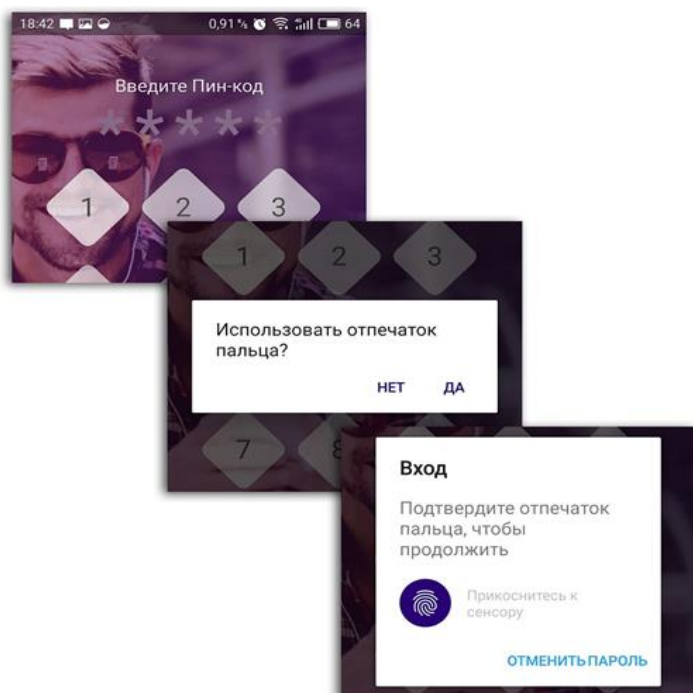 18:42 0,91 % 64
Введите Пин-код
*****
1 2 3
1 2 3
Использовать отпечаток
пальца?
НЕТ ДА
7 8
Вход
Подтвердите отпечаток
пальца, чтобы
продолжить
Прикоснитесь к
сенсору
ОТМЕНИТЬ ПАРОЛЬ